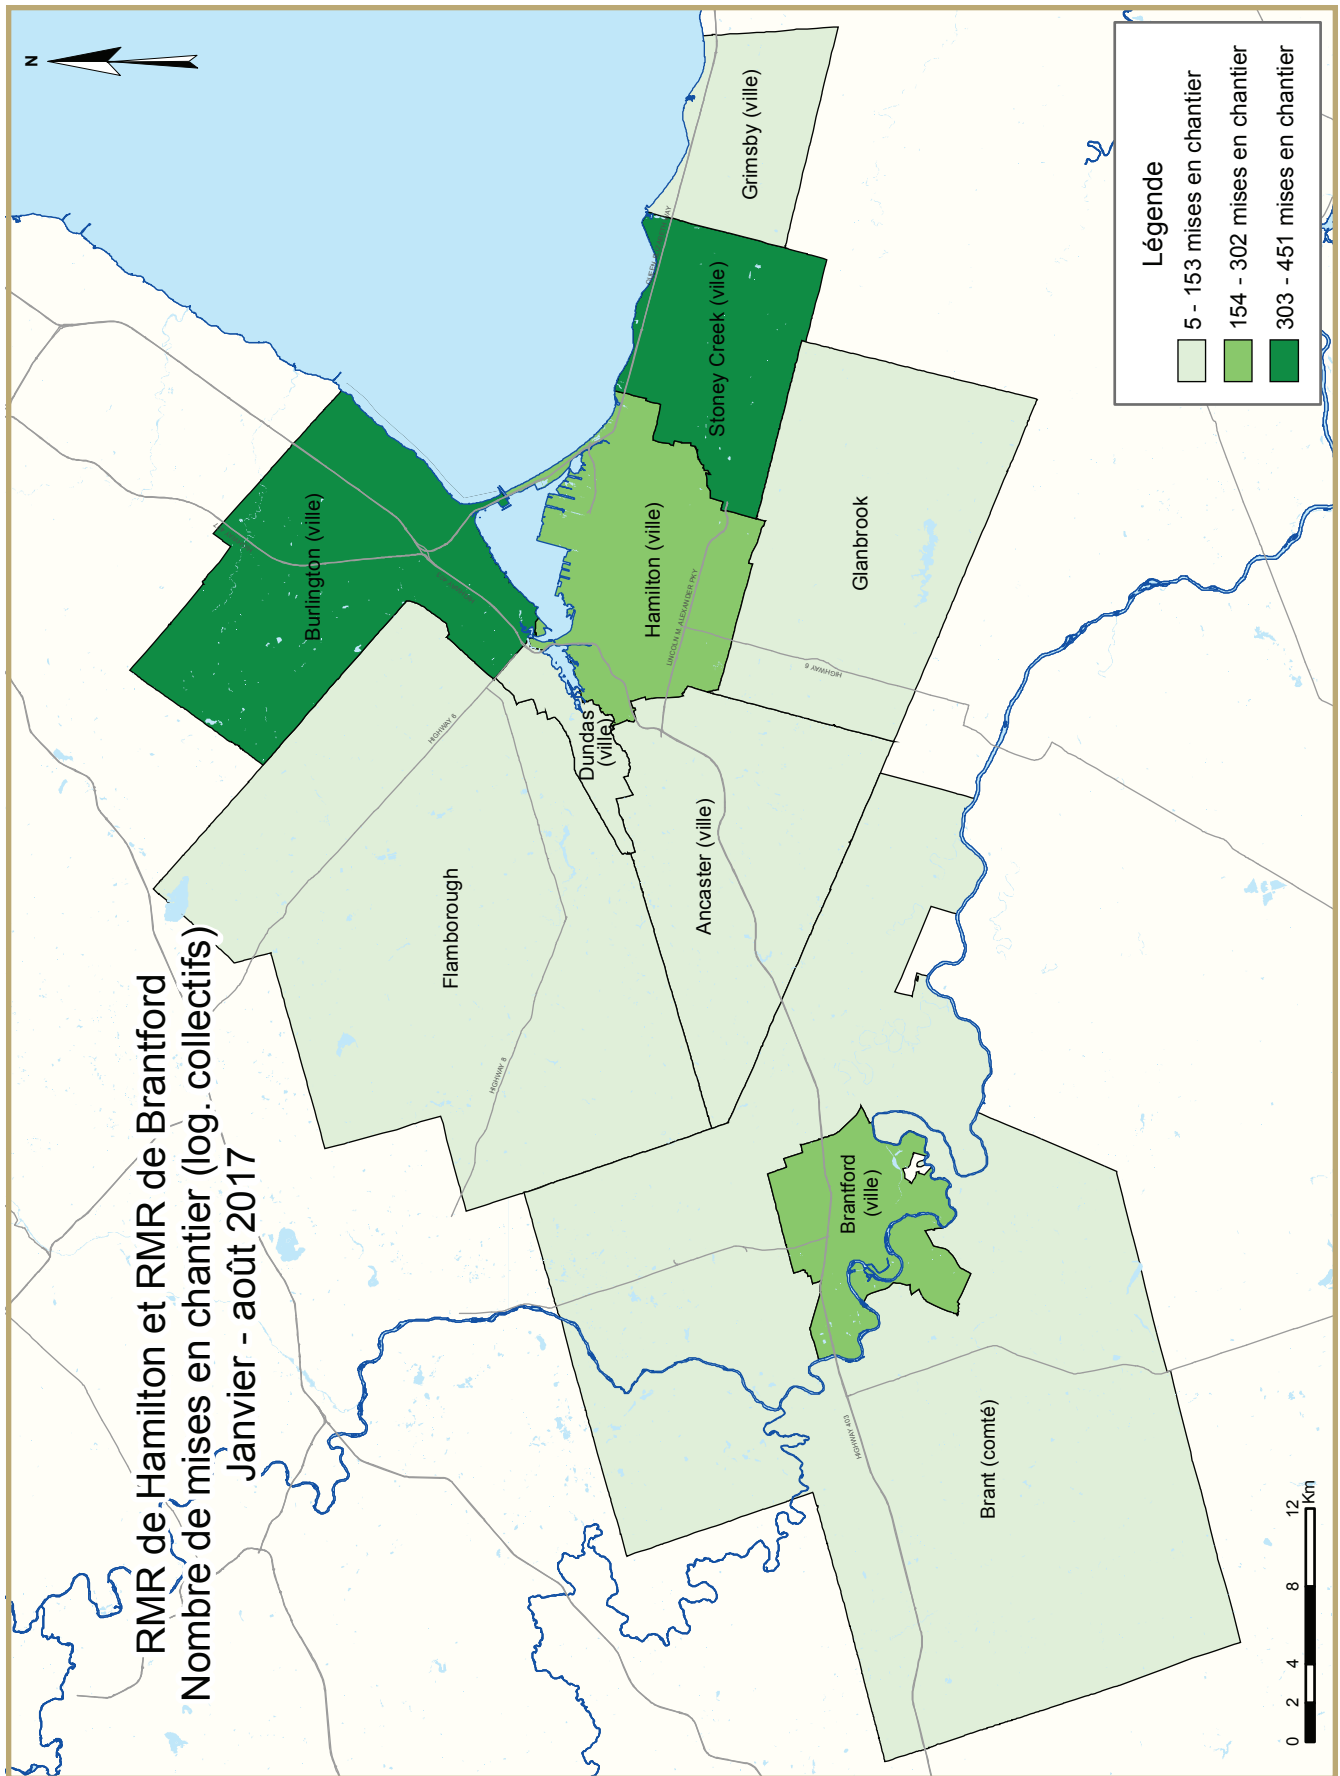 RMR de Hamilton et RMR de Brantford
Nombre de mises en chantier (log. collectifs)
Janvier - août 2017
N
Burlington (ville)
HIGHWAY 6
Flamborough
HIGHWAY 8
Dundas
(ville)
Hamilton (ville)
LINCOLN M. ALEXANDER PKY
Stoney Creek (vile)
Grimsby (ville)
Ancaster (ville)
Glanbrook
HIGHWAY 6
Brantford
(ville)
HIGHWAY 403
Brant (comté)
Légende
5 - 153 mises en chantier
154 - 302 mises en chantier
303 - 451 mises en chantier
0 2 4 8 12
Km